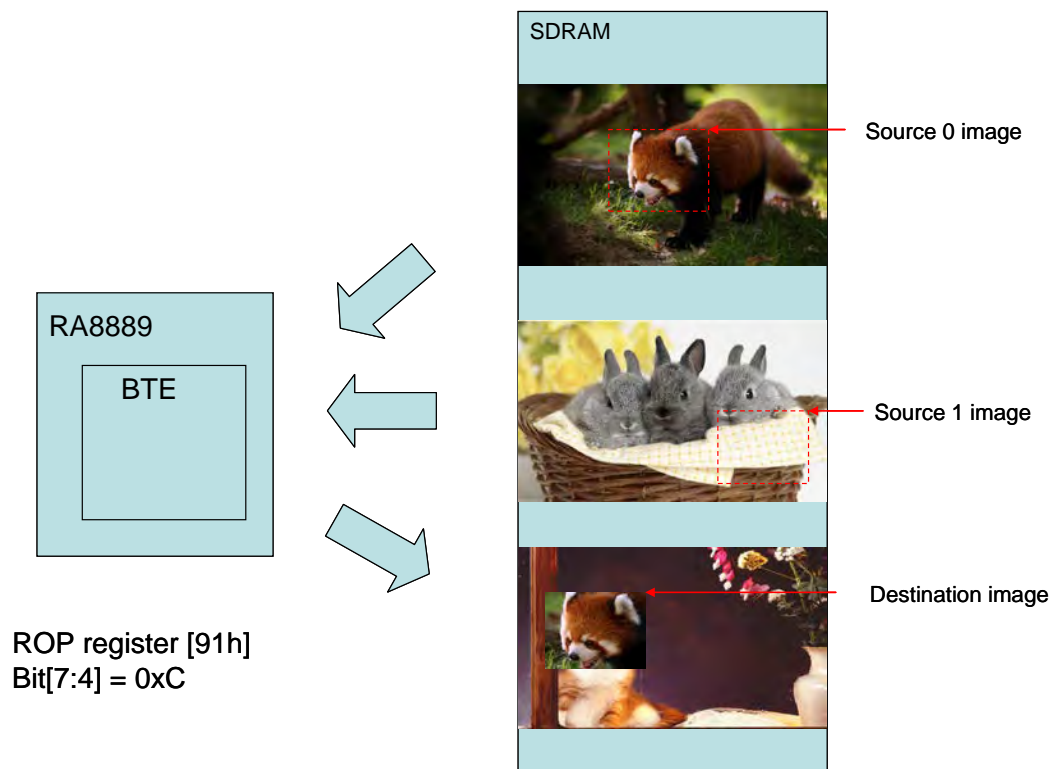 SDRAM
Source 0 image
RA8889
BTE
Source 1 image
Destination image
ROP register [91h]
Bit[7:4] = 0xC